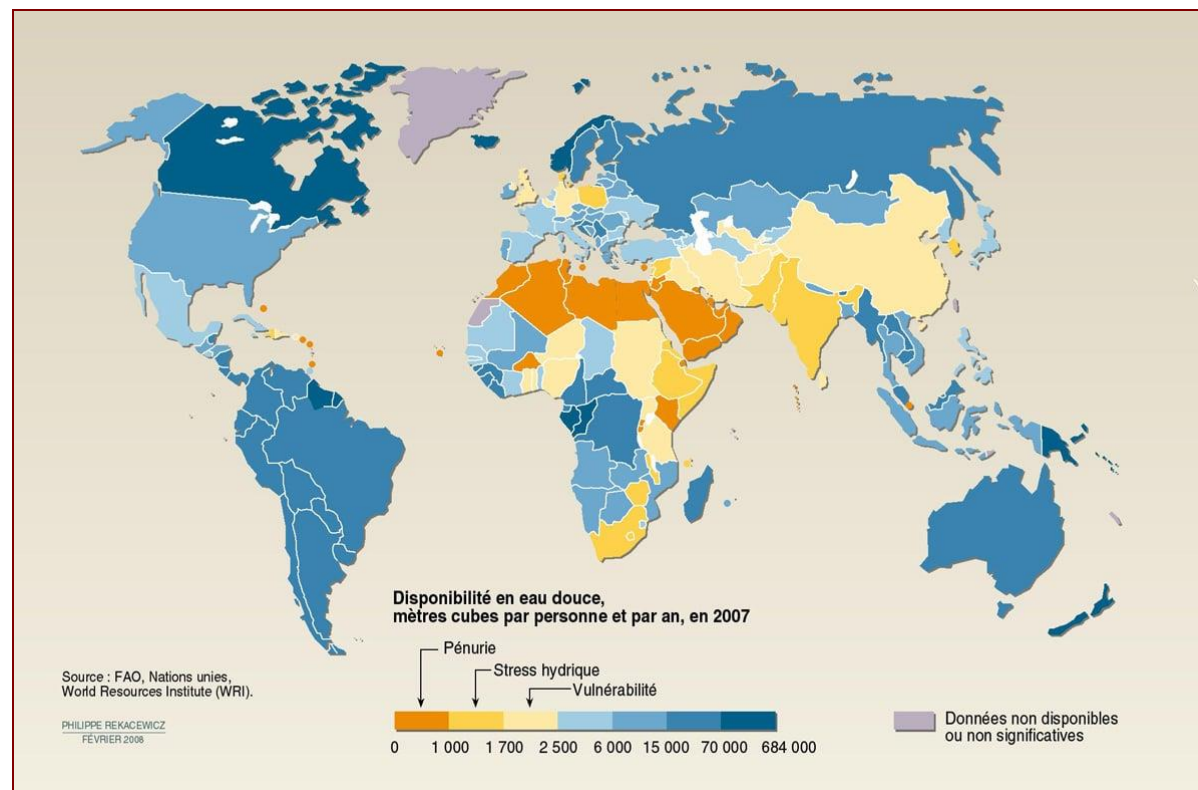 Disponibilité en eau douce,
mètres cubes par personne et par an, en 2007
Pénurie
Stress hydrique
Vulnérabilité
0 1 000 1 700 2 500 6 000 15 000 70 000 684 000
Données non disponibles
ou non significatives
Source : FAO, Nations unies,
World Resources Institute (WRI).
PHILIPPE REKACEWICZ
FÉVRIER 2008